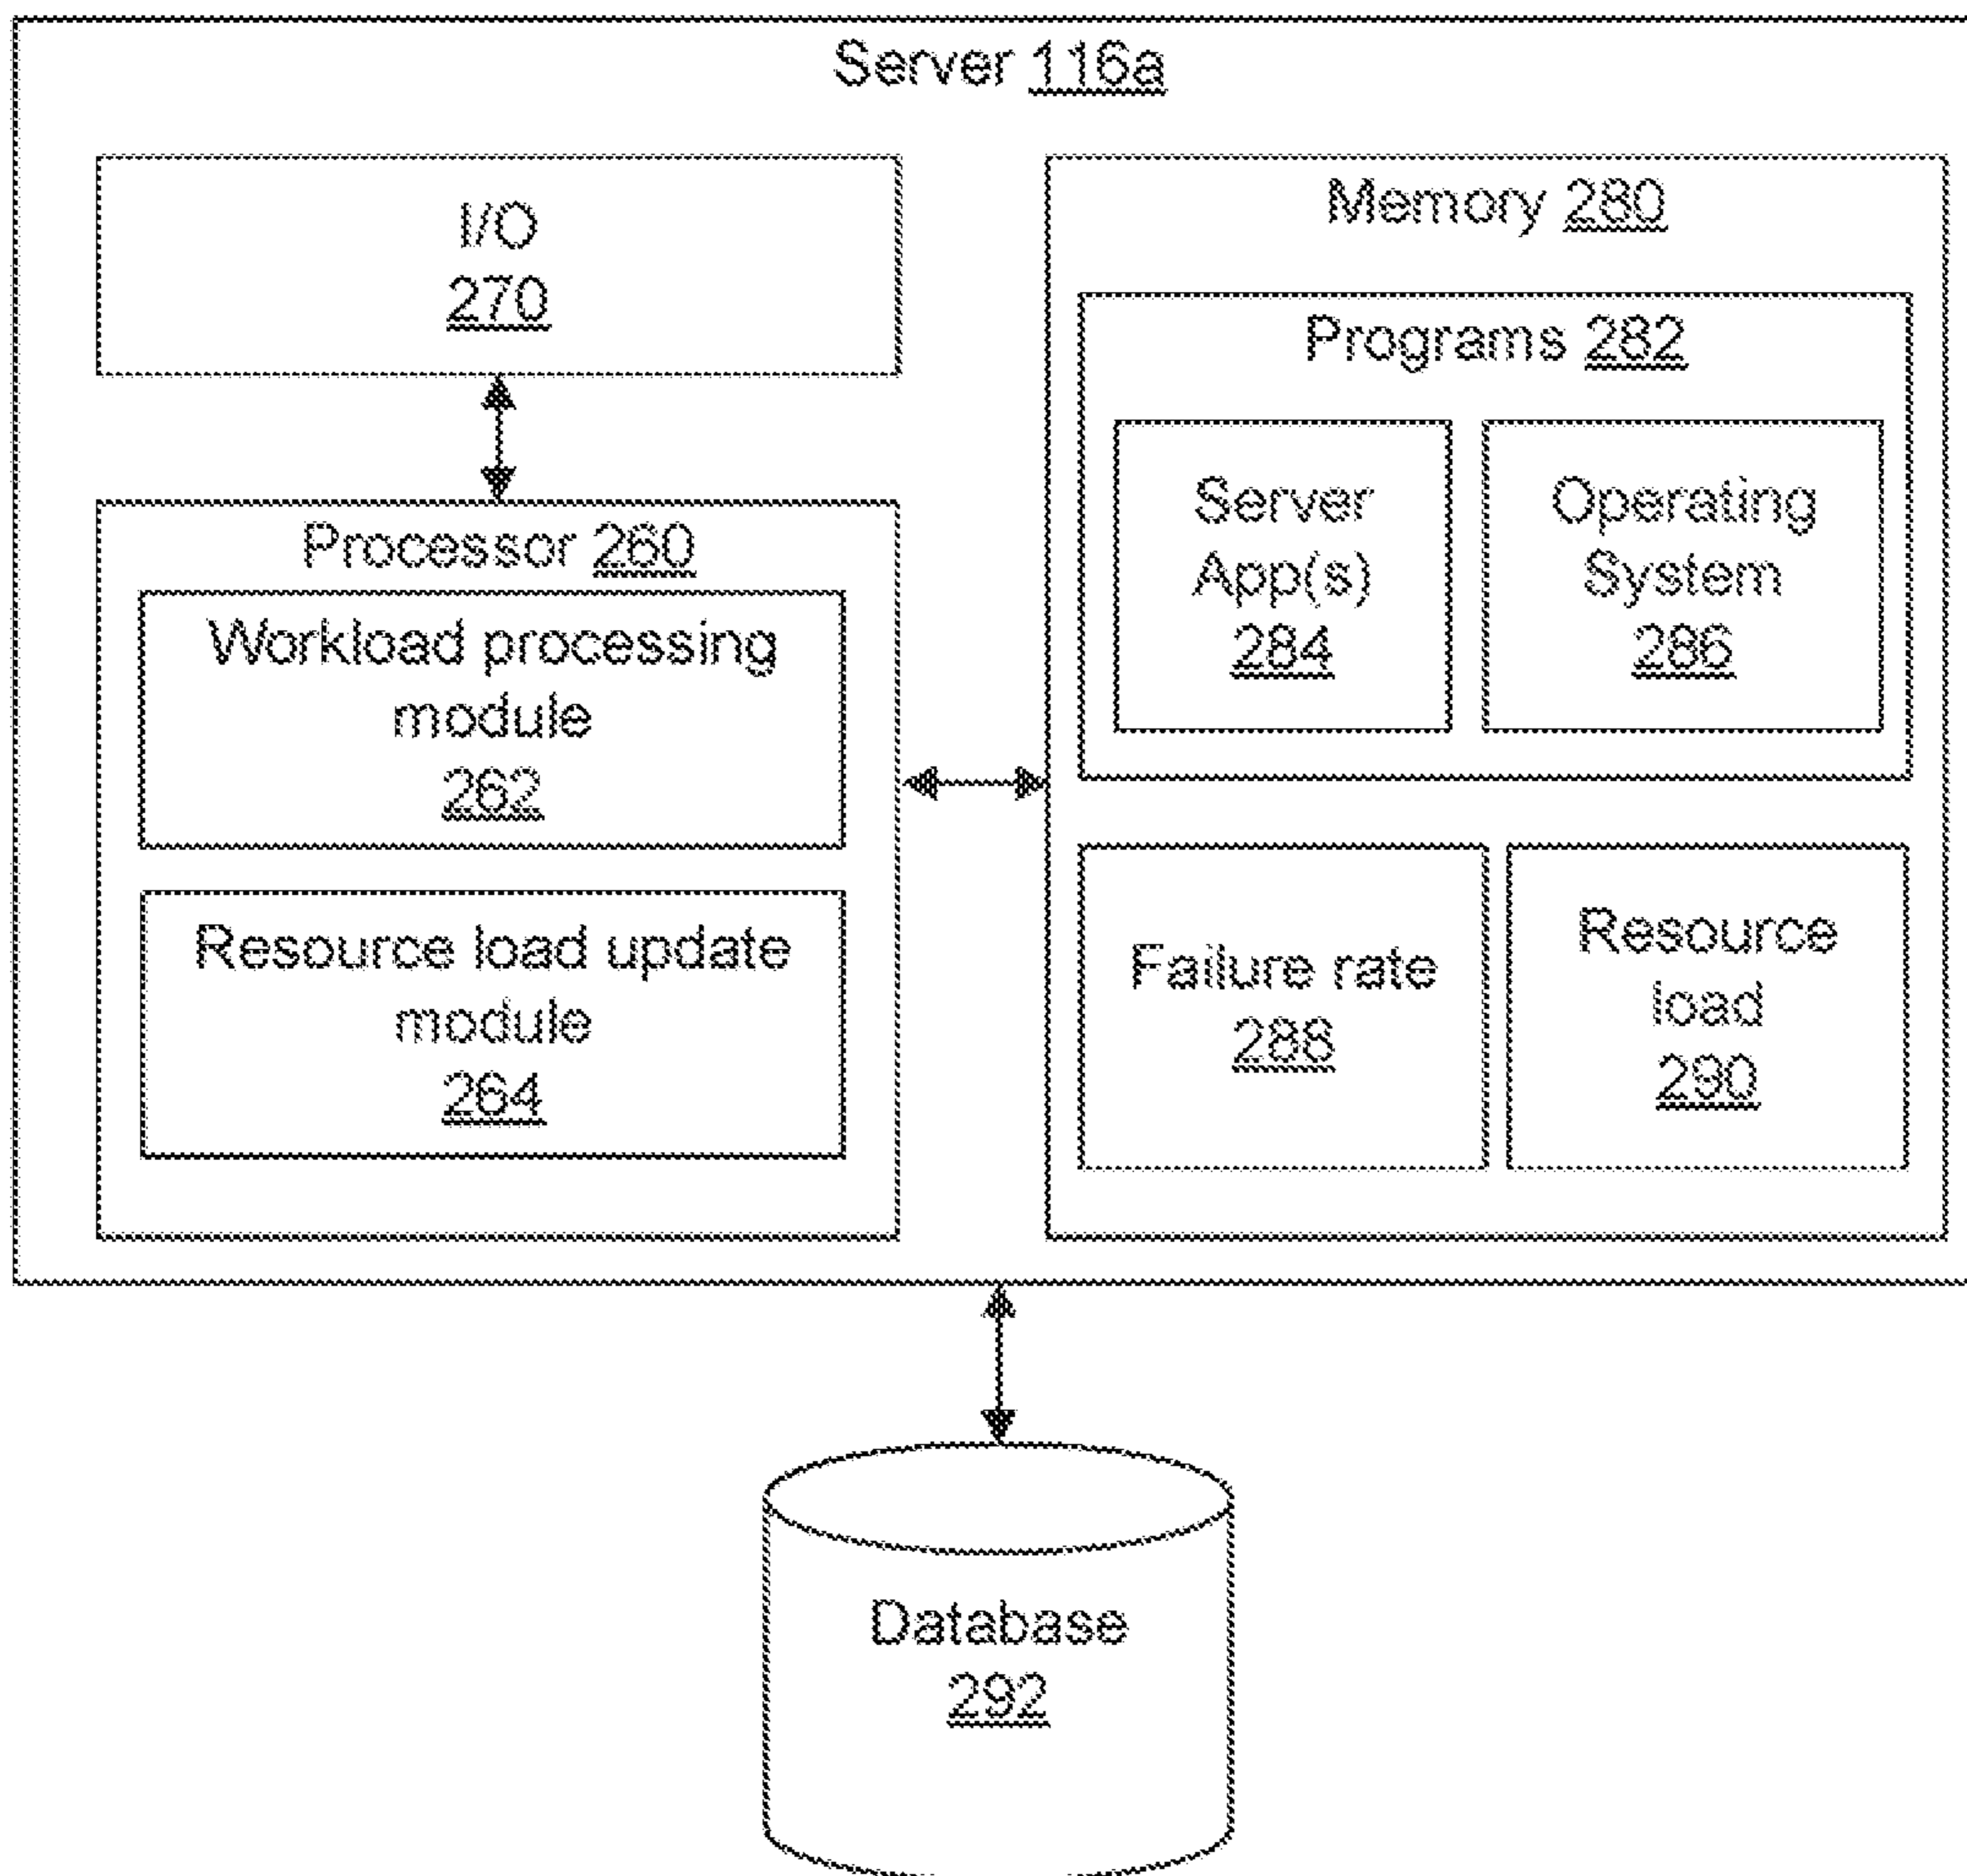 Server 116a
I/O
270
Processor 260
Workload processing
module
262
Resource load update
module
264
Memory 280
Programs 282
Server
App(s)
284
Operating
System
286
Failure rate
288
Resource
load
290
Database
292